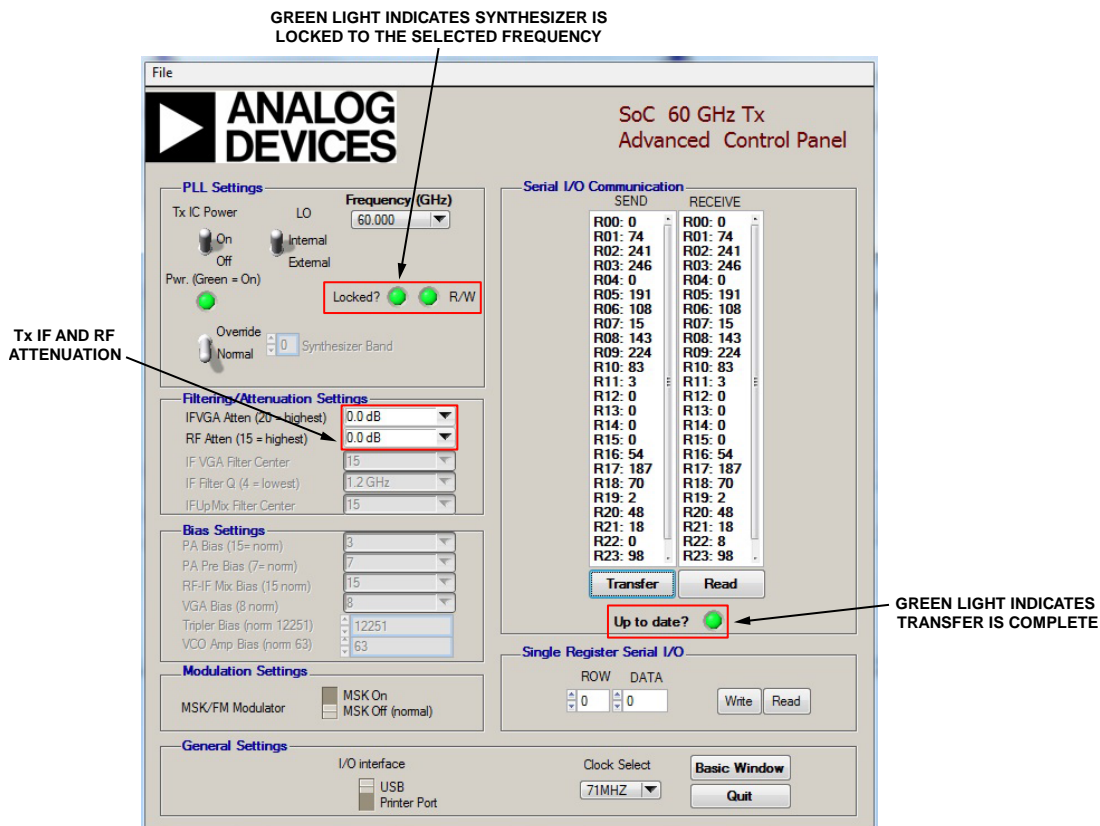 GREEN LIGHT INDICATES SYNTHESIZER IS
LOCKED TO THE SELECTED FREQUENCY
File
ANALOG
DEVICES
SoC 60 GHz Tx
Advanced Control Panel
PLL Settings
Tx IC Power
LO
Frequency (GHz)
60.000
On
Off
Internal
External
Pwr. (Green = On)
Locked?
R/W
Override
Normal
0
Synthesizer Band
Tx IF AND RF
ATTENUATION
Filtering/Attenuation Settings
IFVGA Atten (20 = highest) 0.0 dB
RF Atten (15 = highest) 0.0 dB
IF VGA Filter Center 15
IF Filter Q (4 = lowest) 1.2 GHz
IFUpMix Filter Center 15
Bias Settings
PA Bias (15= norm) 3
PA Pre Bias (7= norm) 7
RF-IF Mix Bias (15 norm) 15
VGA Bias (8 norm) 8
Tripler Bias (norm 12251) 12251
VCO Amp Bias (norm 63) 63
Modulation Settings
MSK/FM Modulator
MSK On
MSK Off (normal)
Serial I/O Communication
SEND RECEIVE
R00: 0 R00: 0
R01: 74 R01: 74
R02: 241 R02: 241
R03: 246 R03: 246
R04: 0 R04: 0
R05: 191 R05: 191
R06: 108 R06: 108
R07: 15 R07: 15
R08: 143 R08: 143
R09: 224 R09: 224
R10: 83 R10: 83
R11: 3 R11: 3
R12: 0 R12: 0
R13: 0 R13: 0
R14: 0 R14: 0
R15: 0 R15: 0
R16: 54 R16: 54
R17: 187 R17: 187
R18: 70 R18: 70
R19: 2 R19: 2
R20: 48 R20: 48
R21: 18 R21: 18
R22: 0 R22: 8
R23: 98 R23: 98
Transfer Read
Up to date?
GREEN LIGHT INDICATES
TRANSFER IS COMPLETE
Single Register Serial I/O
ROW DATA
0 0 Write Read
General Settings
I/O interface
USB
Printer Port
Clock Select
71MHZ
Basic Window
Quit